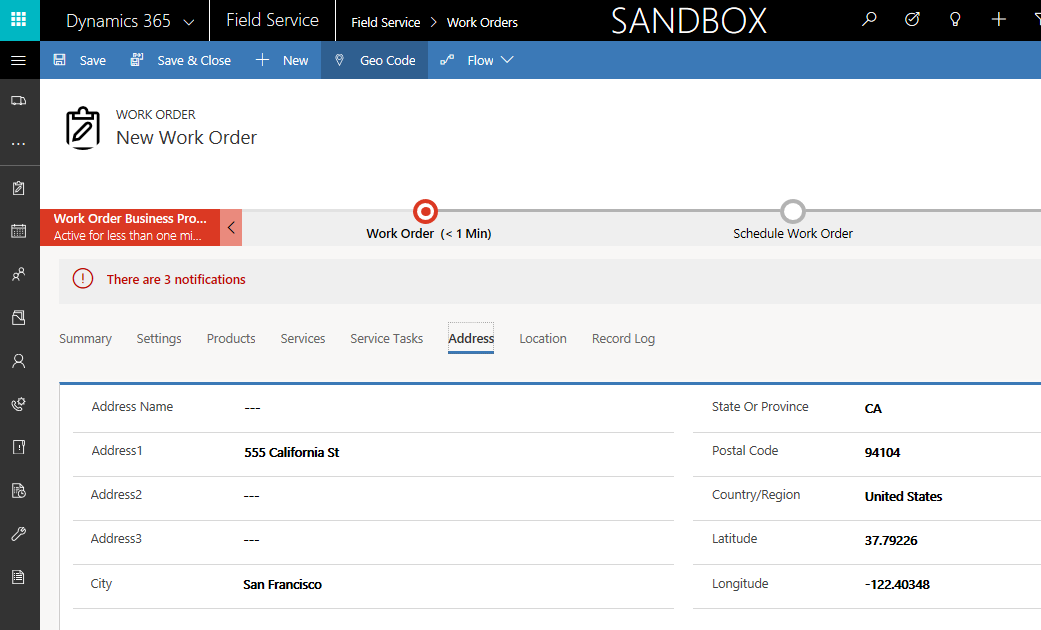 Dynamics 365
Field Service
Field Service > Work Orders
SANDBOX
Save
Save & Close
New
Geo Code
Flow
WORK ORDER
New Work Order
Work Order Business Pro...
Active for less than one mi...
Work Order (< 1 Min)
Schedule Work Order
There are 3 notifications
Summary
Settings
Products
Services
Service Tasks
Address
Location
Record Log
Address Name
---
Address1
555 California St
Address2
---
Address3
---
City
San Francisco
State Or Province
CA
Postal Code
94104
Country/Region
United States
Latitude
37.79226
Longitude
-122.40348